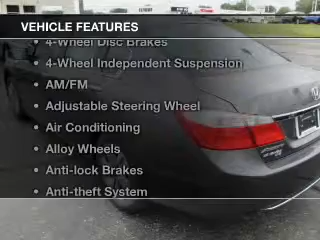 VEHICLE FEATURES
• 4-Wheel Disc Brakes
• 4-Wheel Independent Suspension
• AM/FM
• Adjustable Steering Wheel
• Air Conditioning
• Alloy Wheels
• Anti-lock Brakes
• Anti-theft System